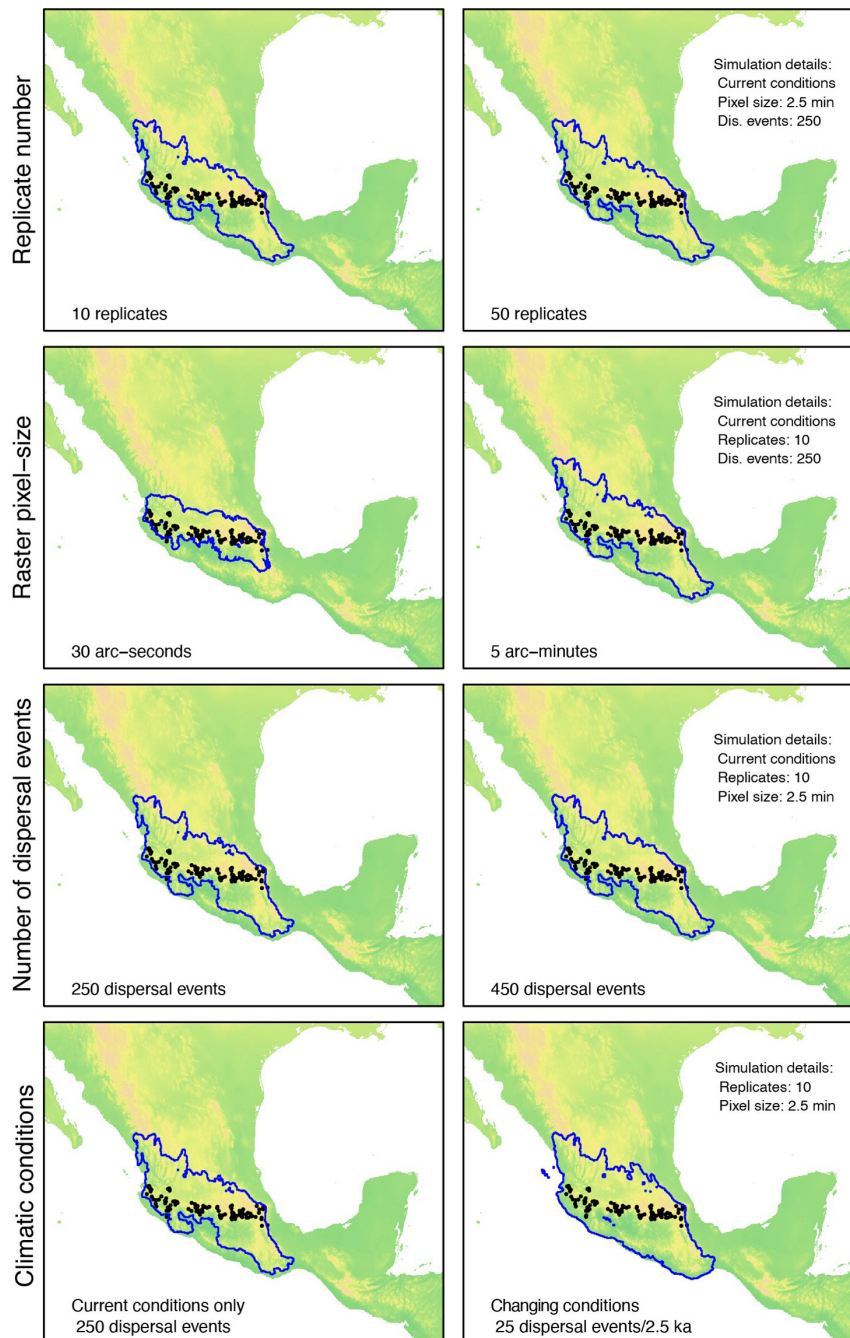 Replicate number
10 replicates
Simulation details:
Current conditions
Pixel size: 2.5 min
Dis. events: 250
50 replicates
Raster pixel−size
30 arc−seconds
Simulation details:
Current conditions
Replicates: 10
Dis. events: 250
5 arc−minutes
Number of dispersal events
250 dispersal events
Simulation details:
Current conditions
Replicates: 10
Pixel size: 2.5 min
450 dispersal events
Climatic conditions
Current conditions only
250 dispersal events
Simulation details:
Replicates: 10
Pixel size: 2.5 min
Changing conditions
25 dispersal events/2.5 ka